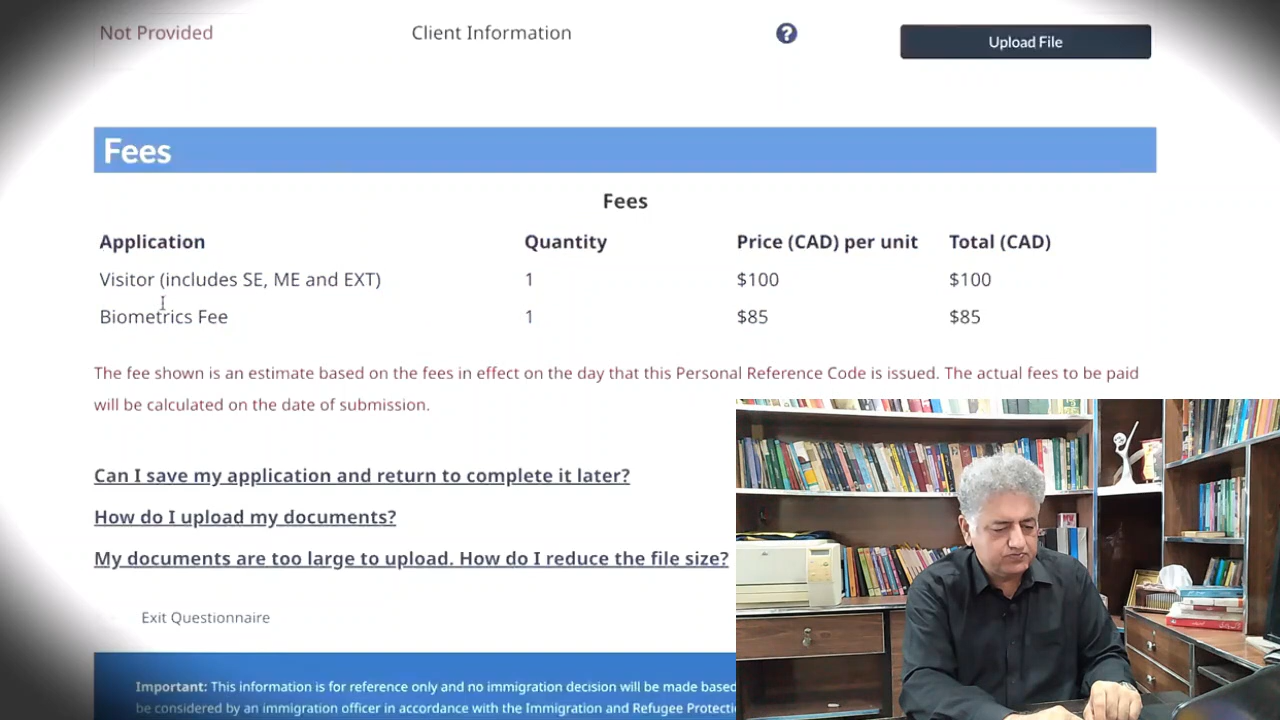 Not Provided Client Information ? Upload File
Fees
Fees
Application Quantity Price (CAD) per unit Total (CAD)
Visitor (includes SE, ME and EXT) 1 $100 $100
Biometrics Fee 1 $85 $85
The fee shown is an estimate based on the fees in effect on the day that this Personal Reference Code is issued. The actual fees to be paid
will be calculated on the date of submission.
Can I save my application and return to complete it later?
How do I upload my documents?
My documents are too large to upload. How do I reduce the file size?
Exit Questionnaire
Important: This information is for reference only and no immigration decision will be made based
be considered by an immigration officer in accordance with the Immigration and Refugee